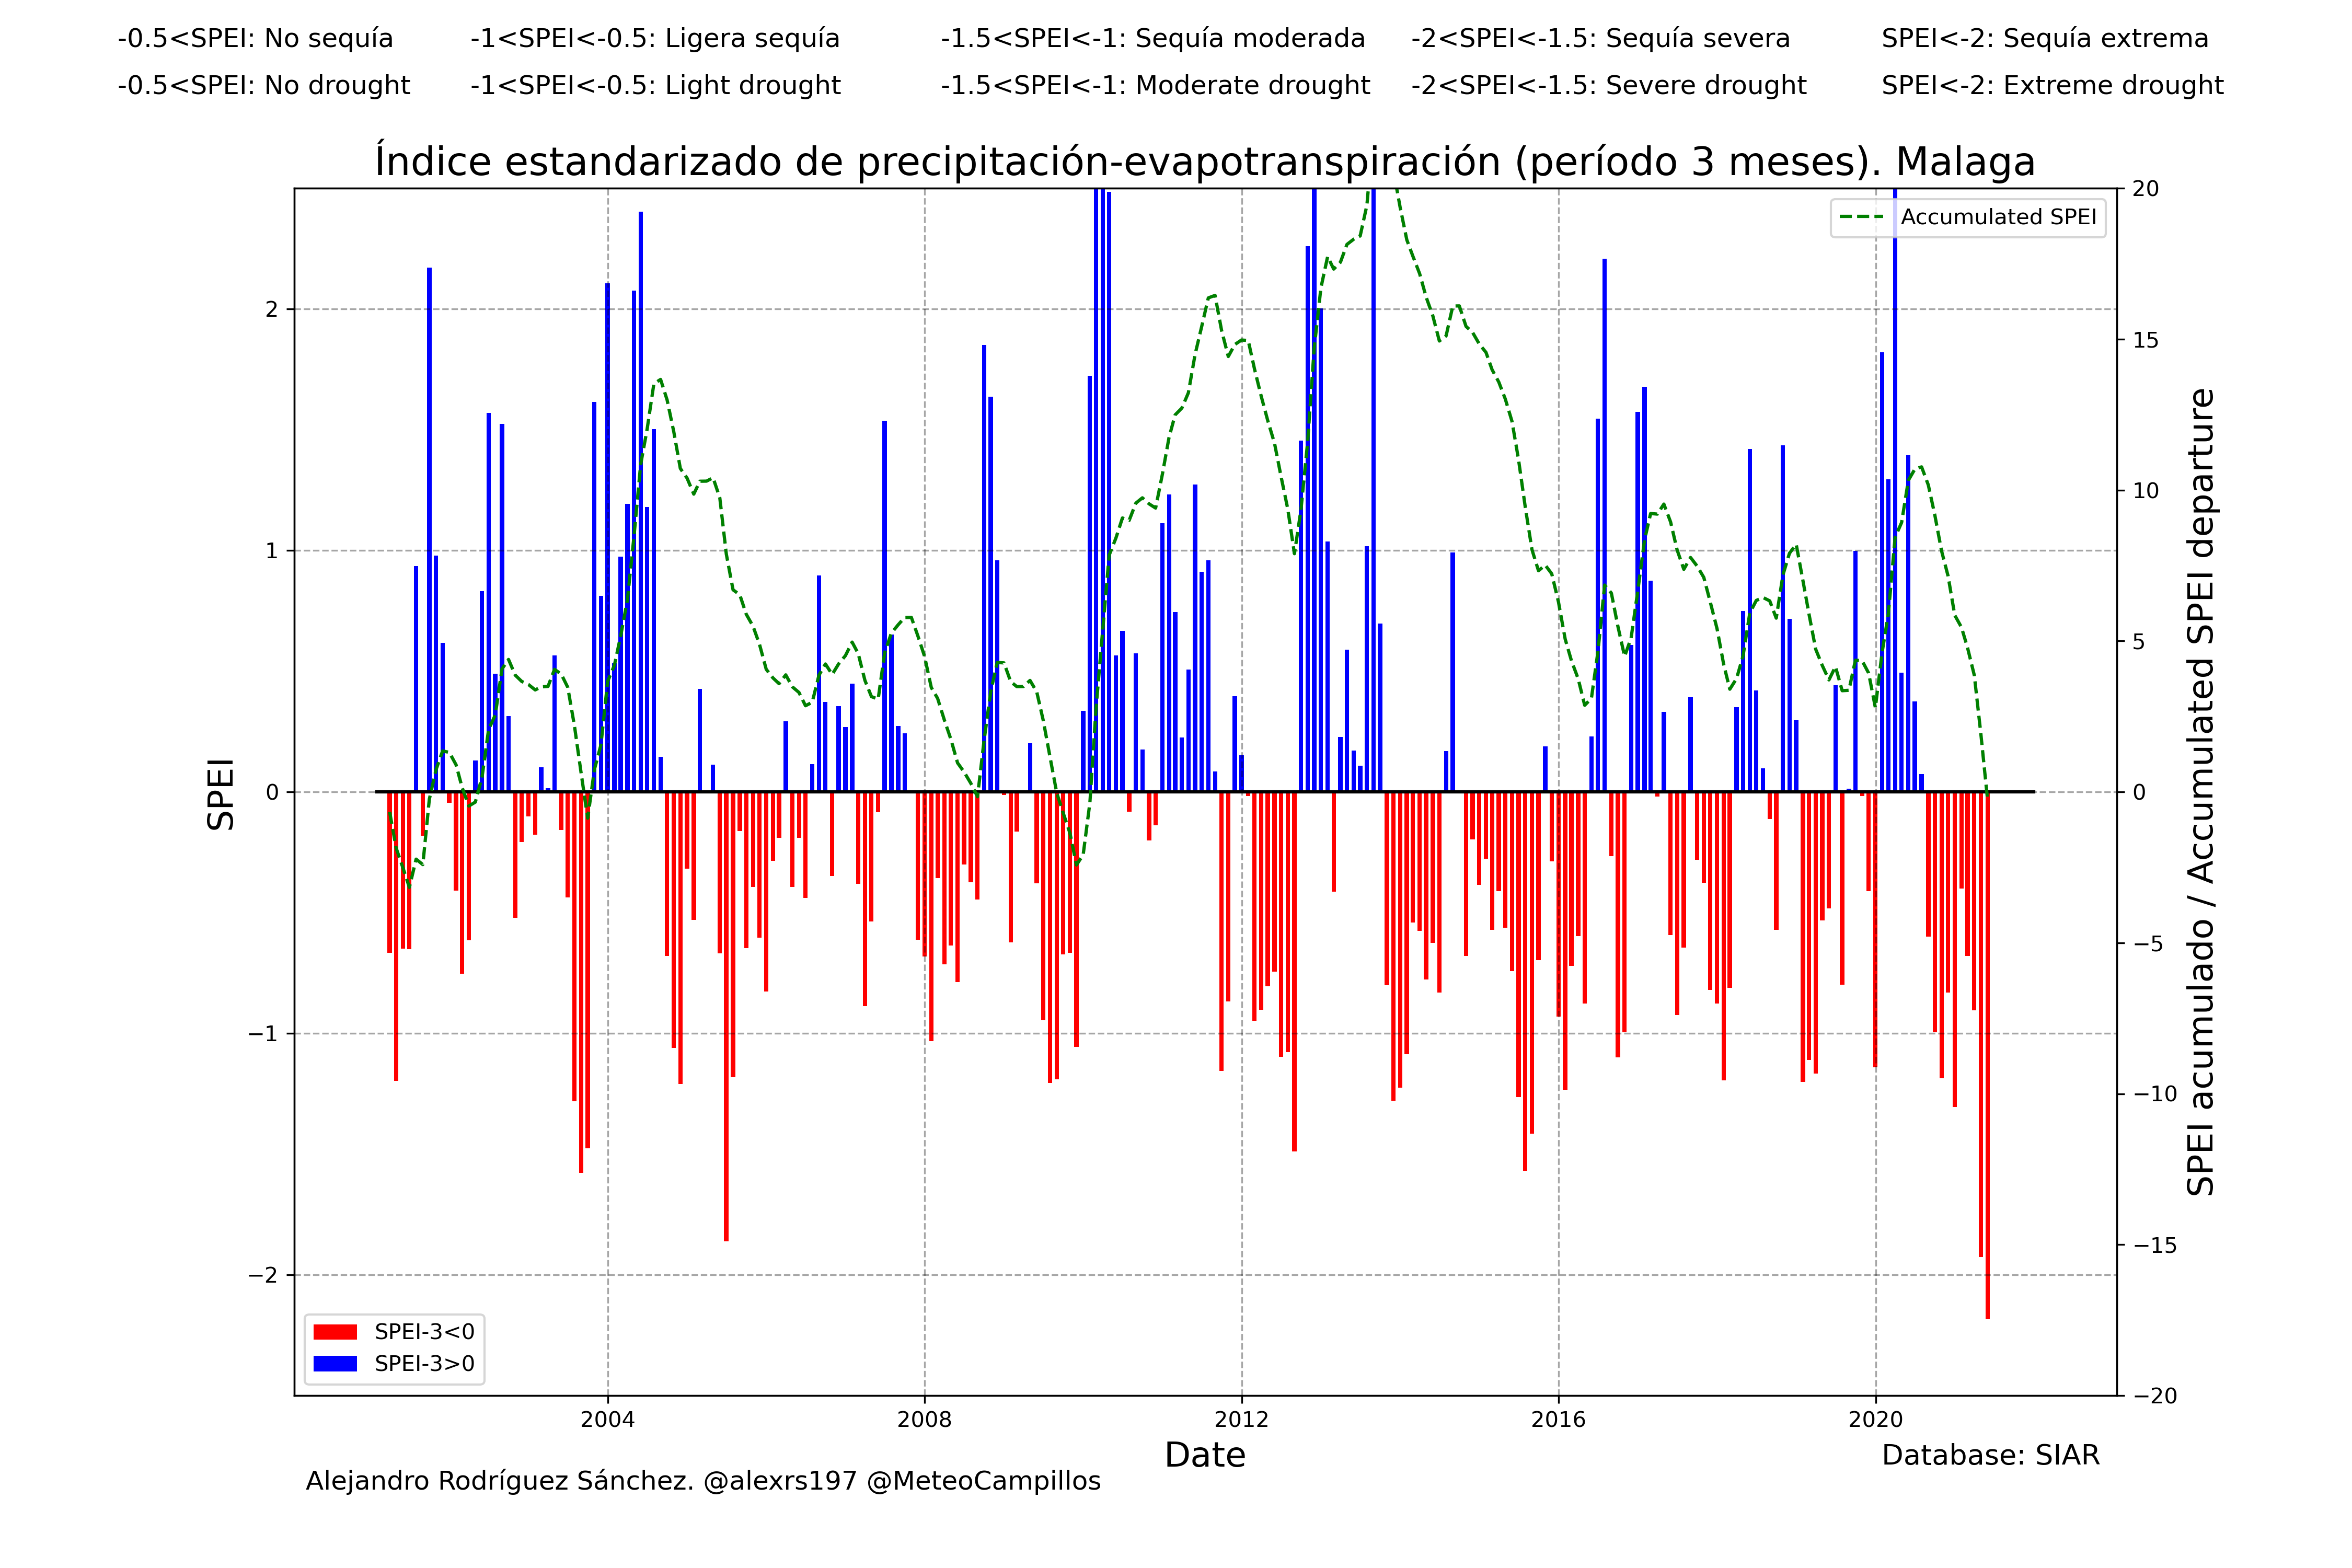 -0.5<SPEI: No sequía -1<SPEI<-0.5: Ligera sequía -1.5<SPEI<-1: Sequía moderada -2<SPEI<-1.5: Sequía severa SPEI<-2: Sequía extrema
-0.5<SPEI: No drought -1<SPEI<-0.5: Light drought -1.5<SPEI<-1: Moderate drought -2<SPEI<-1.5: Severe drought SPEI<-2: Extreme drought
Índice estandarizado de precipitación-evapotranspiración (período 3 meses). Malaga
SPEI
2
1
0
−1
−2
Accumulated SPEI
20
15
10
5
0
−5
−10
−15
−20
SPEI acumulado / Accumulated SPEI departure
SPEI-3<0
SPEI-3>0
2004 2008 2012 2016 2020
Date
Database: SIAR
Alejandro Rodríguez Sánchez. @alexrs197 @MeteoCampillos